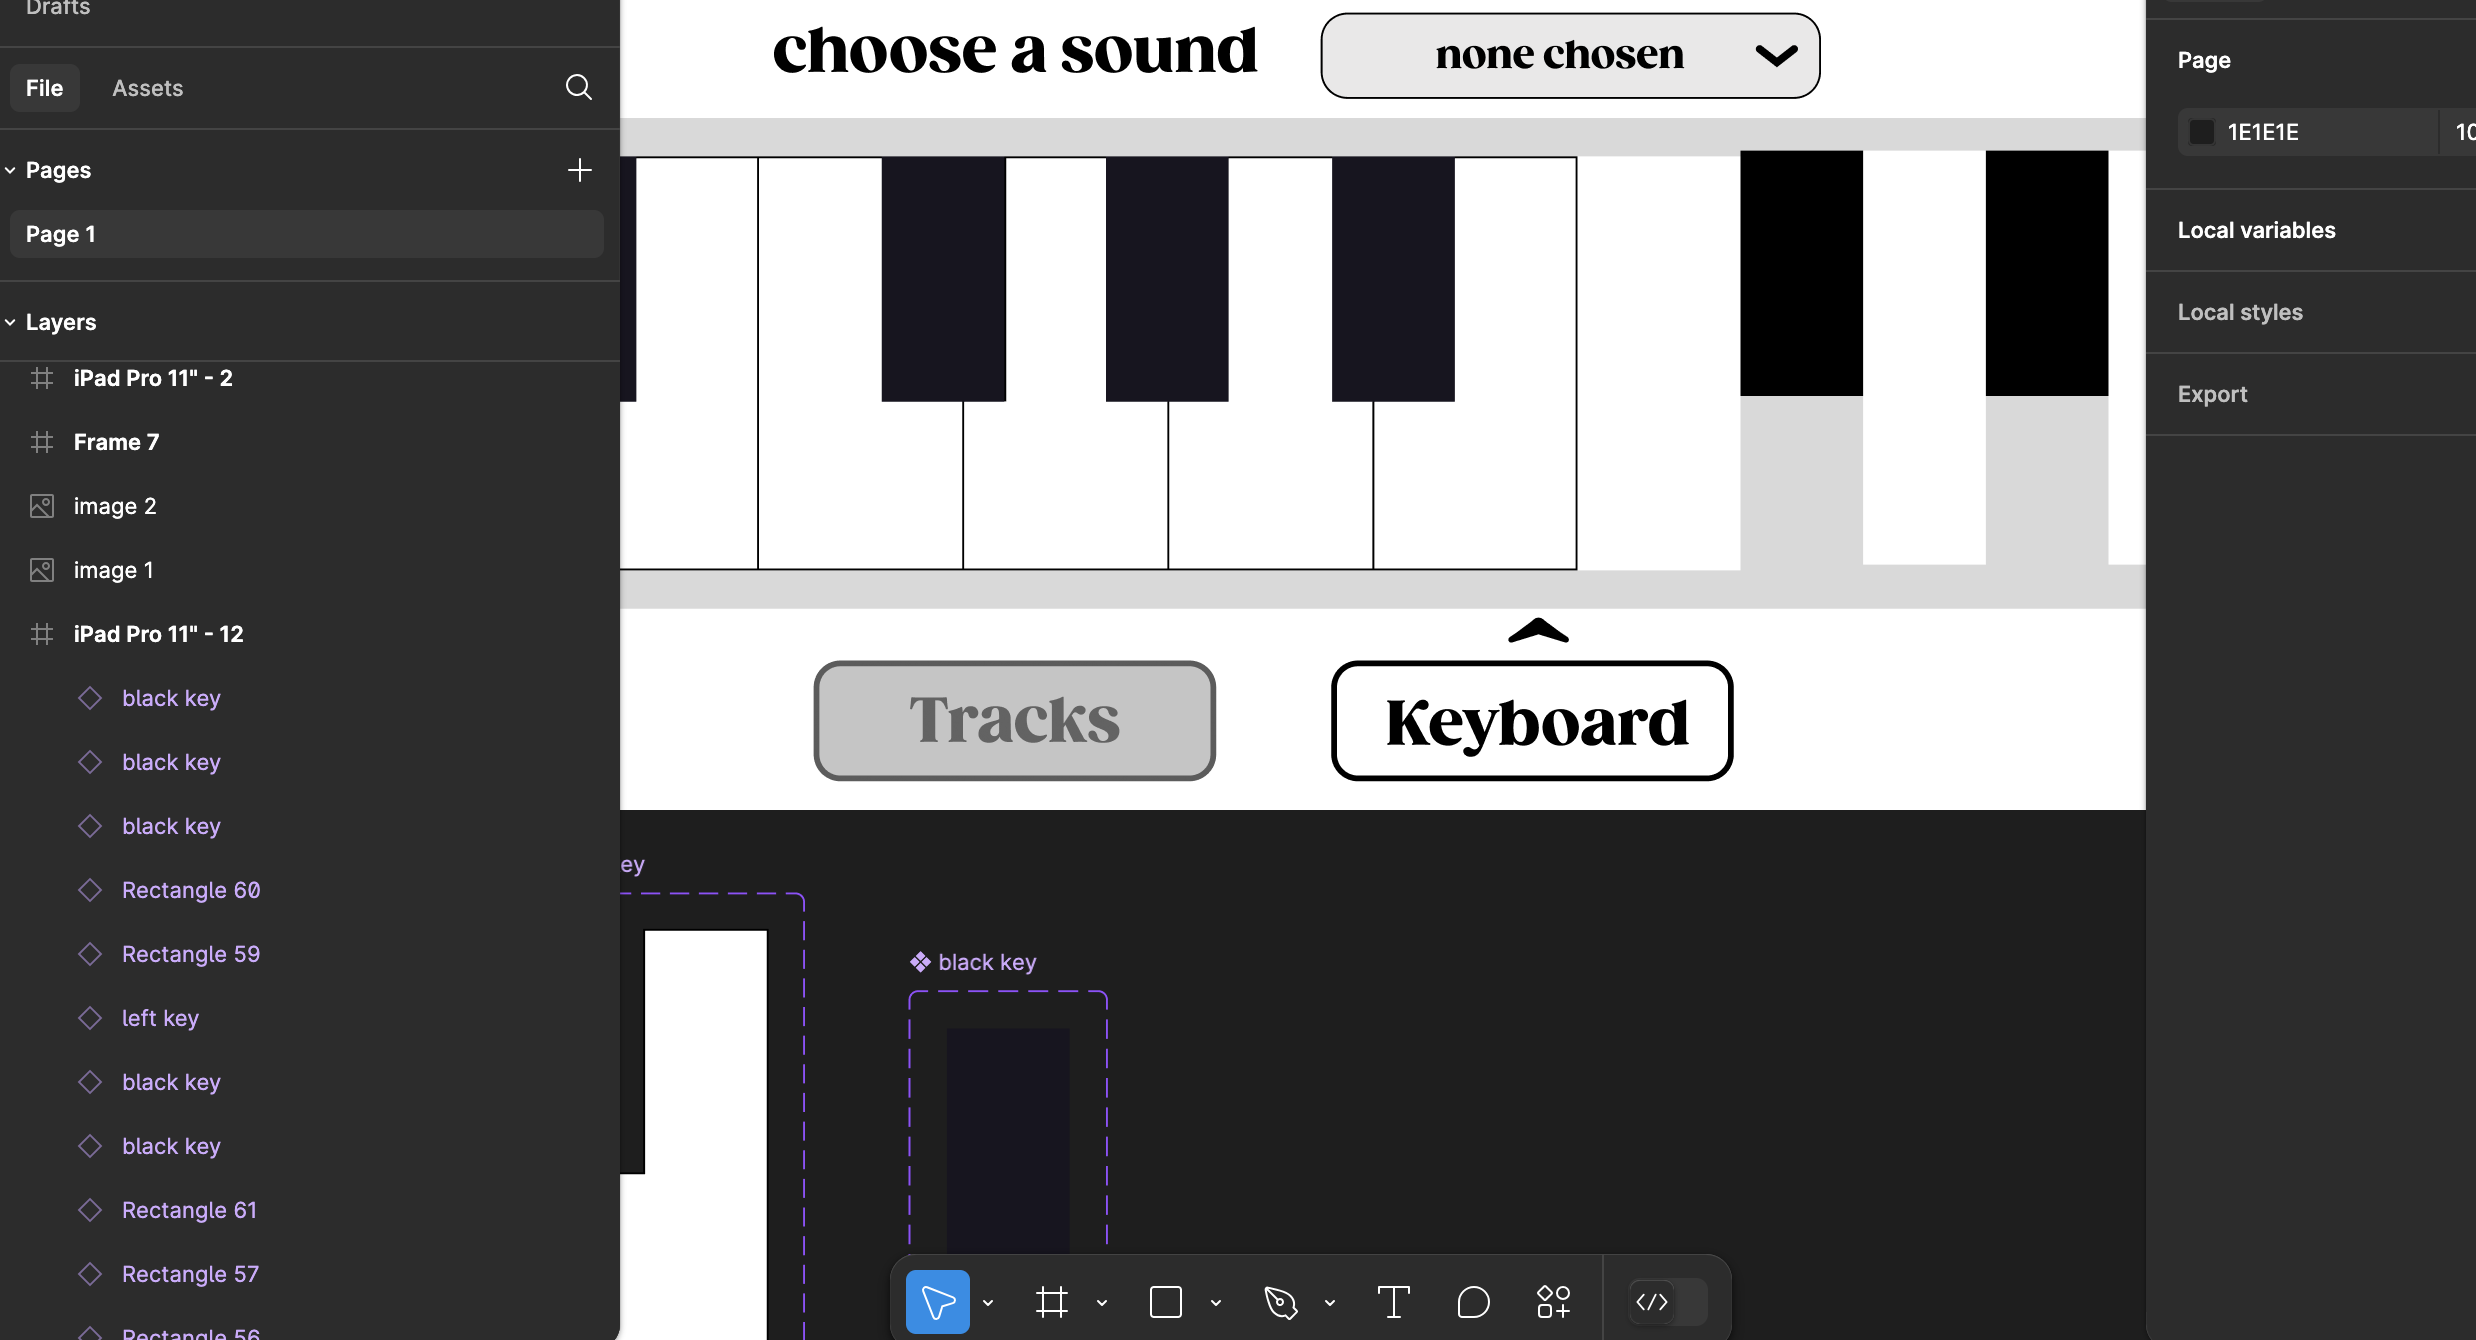 Drafts
File
Assets
Pages
Page 1
Layers
iPad Pro 11" - 2
Frame 7
image 2
image 1
iPad Pro 11" - 12
black key
black key
black key
Rectangle 60
Rectangle 59
left key
black key
black key
Rectangle 61
Rectangle 57
Rectangle 56
choose a sound
none chosen
Tracks
Keyboard
ey
black key
Page
1E1E1E
10
Local variables
Local styles
Export